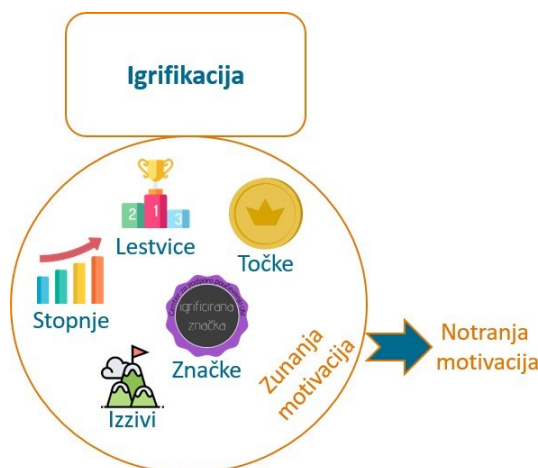 Igrifikacija
2 1 3
Lestvice
Točke
Stopnje
igrificirana
značka
Značke
Izzivi
Zunanja
motivacija
Notranja
motivacija